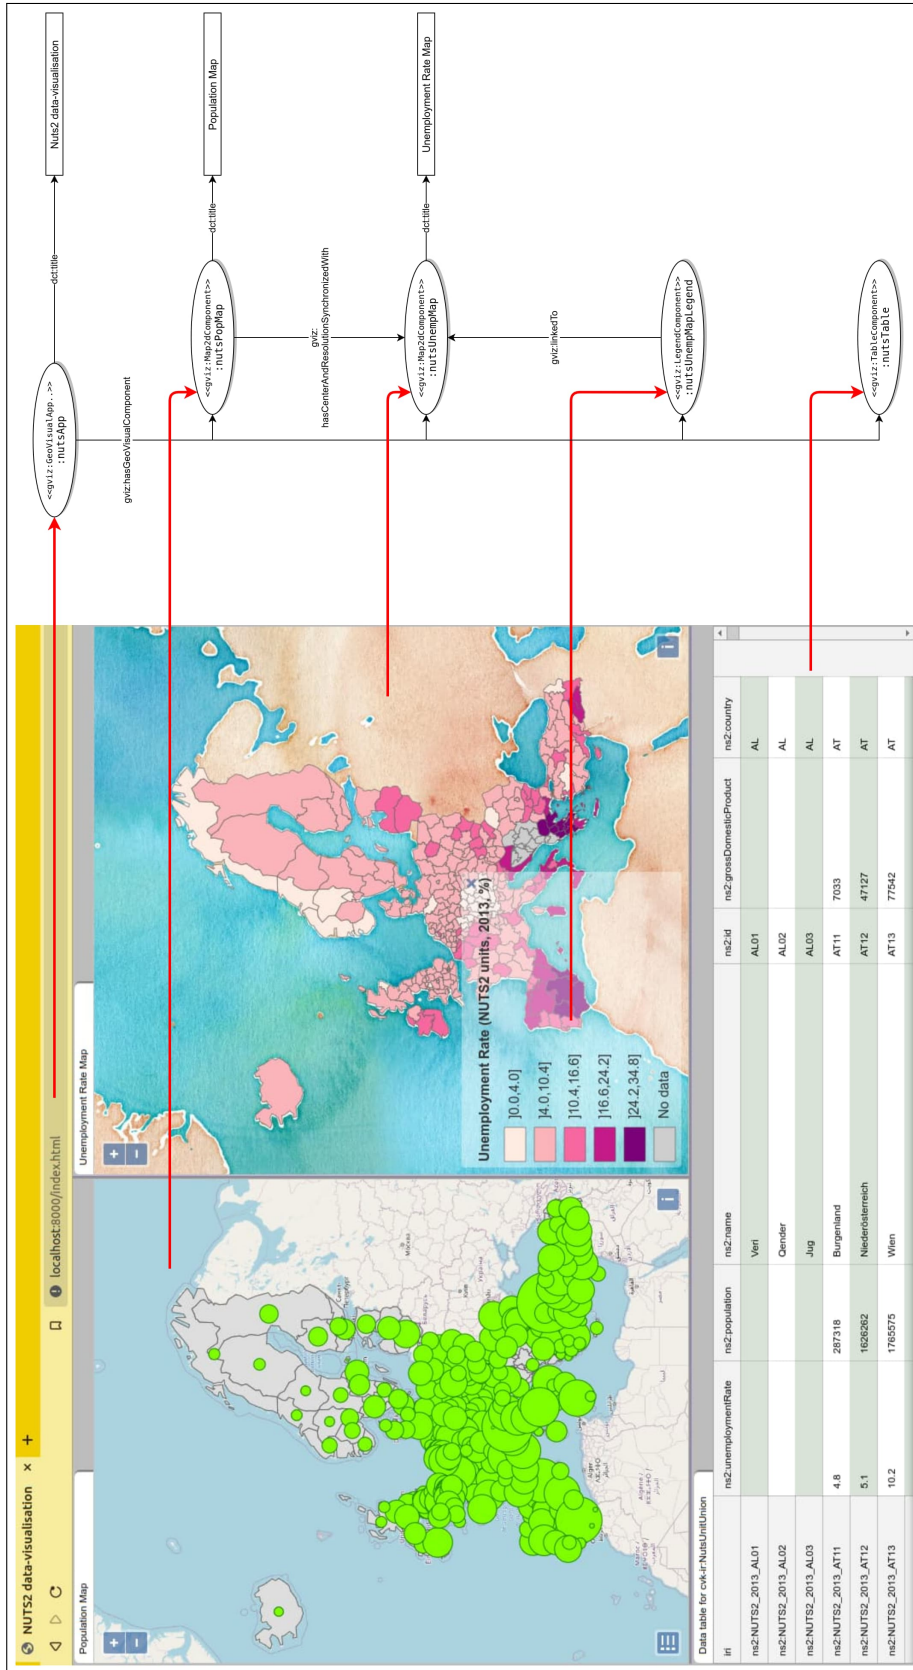 NUTS2 data-visualisation × +
localhost:8000/index.html
Population Map
+
−
i
Unemployment Rate Map
+
−
Unemployment Rate (NUTS2 units, 2013, %)
]0.0,4.0]
]4.0,10.4]
]10.4,16.6]
]16.6,24.2]
]24.2,34.8]
No data
i
Data table for cvk-ir:NutsUnitUnion
iri ns2:unemploymentRate ns2:population ns2:name ns2:id ns2:grossDomesticProduct ns2:country
ns2:NUTS2_2013_AL01 Veri AL01 AL
ns2:NUTS2_2013_AL02 Qender AL02 AL
ns2:NUTS2_2013_AL03 Jug AL03 AL
ns2:NUTS2_2013_AT11 4.8 287318 Burgenland AT11 7033 AT
ns2:NUTS2_2013_AT12 5.1 1626262 Niederösterreich AT12 47127 AT
ns2:NUTS2_2013_AT13 10.2 1765575 Wien AT13 77542 AT
<<gviz:GeoVisualApp..>>
:nutsApp
dct:title
Nuts2 data-visualisation
gviz:hasGeoVisualComponent
<<gviz:Map2dComponent>>
:nutsPopMap
dct:title
Population Map
gviz:
hasCenterAndResolutionSynchronizedWith
<<gviz:Map2dComponent>>
:nutsUnempMap
dct:title
Unemployment Rate Map
gviz:linkedTo
<<gviz:LegendComponent>>
:nutsUnempMapLegend
<<gviz:TableComponent>>
:nutsTable